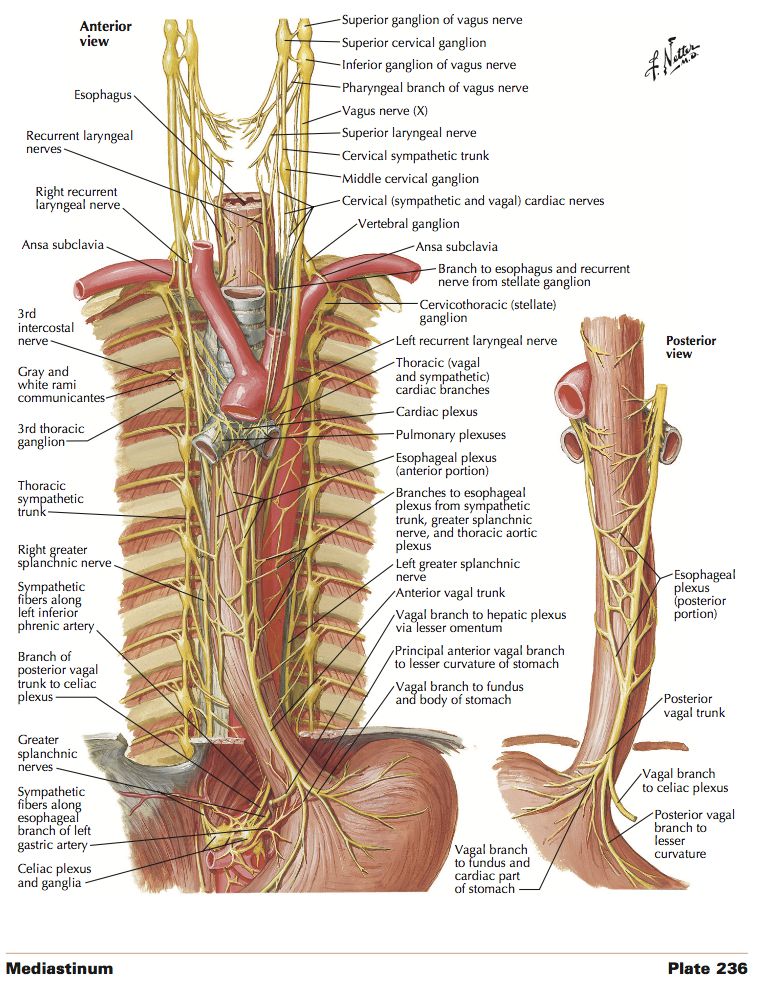 Anterior
view
Superior ganglion of vagus nerve
Superior cervical ganglion
Inferior ganglion of vagus nerve
Pharyngeal branch of vagus nerve
Vagus nerve (X)
Superior laryngeal nerve
Cervical sympathetic trunk
Middle cervical ganglion
Cervical (sympathetic and vagal) cardiac nerves
Vertebral ganglion
Ansa subclavia
Branch to esophagus and recurrent
nerve from stellate ganglion
Cervicothoracic (stellate)
ganglion
Left recurrent laryngeal nerve
Thoracic (vagal
and sympathetic)
cardiac branches
Cardiac plexus
Pulmonary plexuses
Esophageal plexus
(anterior portion)
Branches to esophageal
plexus from sympathetic
trunk, greater splanchnic
nerve, and thoracic aortic
plexus
Left greater splanchnic
nerve
Anterior vagal trunk
Vagal branch to hepatic plexus
via lesser omentum
Principal anterior vagal branch
to lesser curvature of stomach
Vagal branch to fundus
and body of stomach
Esophagus
Recurrent laryngeal
nerves
Right recurrent
laryngeal nerve
Ansa subclavia
3rd
intercostal
nerve
Gray and
white rami
communicantes
3rd thoracic
ganglion
Thoracic
sympathetic
trunk
Right greater
splanchnic nerve
Sympathetic
fibers along
left inferior
phrenic artery
Branch of
posterior vagal
trunk to celiac
plexus
Greater
splanchnic
nerves
Sympathetic
fibers along
esophageal
branch of left
gastric artery
Celiac plexus
and ganglia
F. Netter
M.D.
Posterior
view
Esophageal
plexus
(posterior
portion)
Posterior
vagal trunk
Vagal branch
to celiac plexus
Posterior vagal
branch to
lesser
curvature
Vagal branch
to fundus and
cardiac part
of stomach
Mediastinum
Plate 236